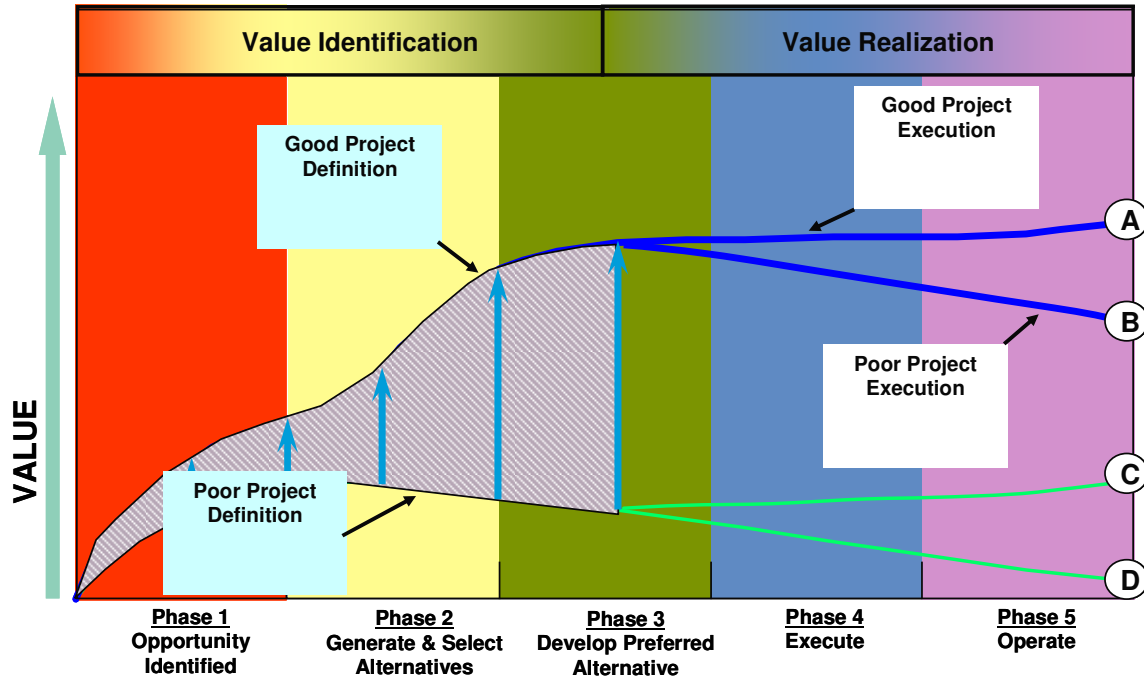 Value Identification
Value Realization
Good Project
Execution
Good Project
Definition
A
B
Poor Project
Execution
VALUE
C
Poor Project
Definition
D
Phase 1
Opportunity
Identified
Phase 2
Generate & Select
Alternatives
Phase 3
Develop Preferred
Alternative
Phase 4
Execute
Phase 5
Operate